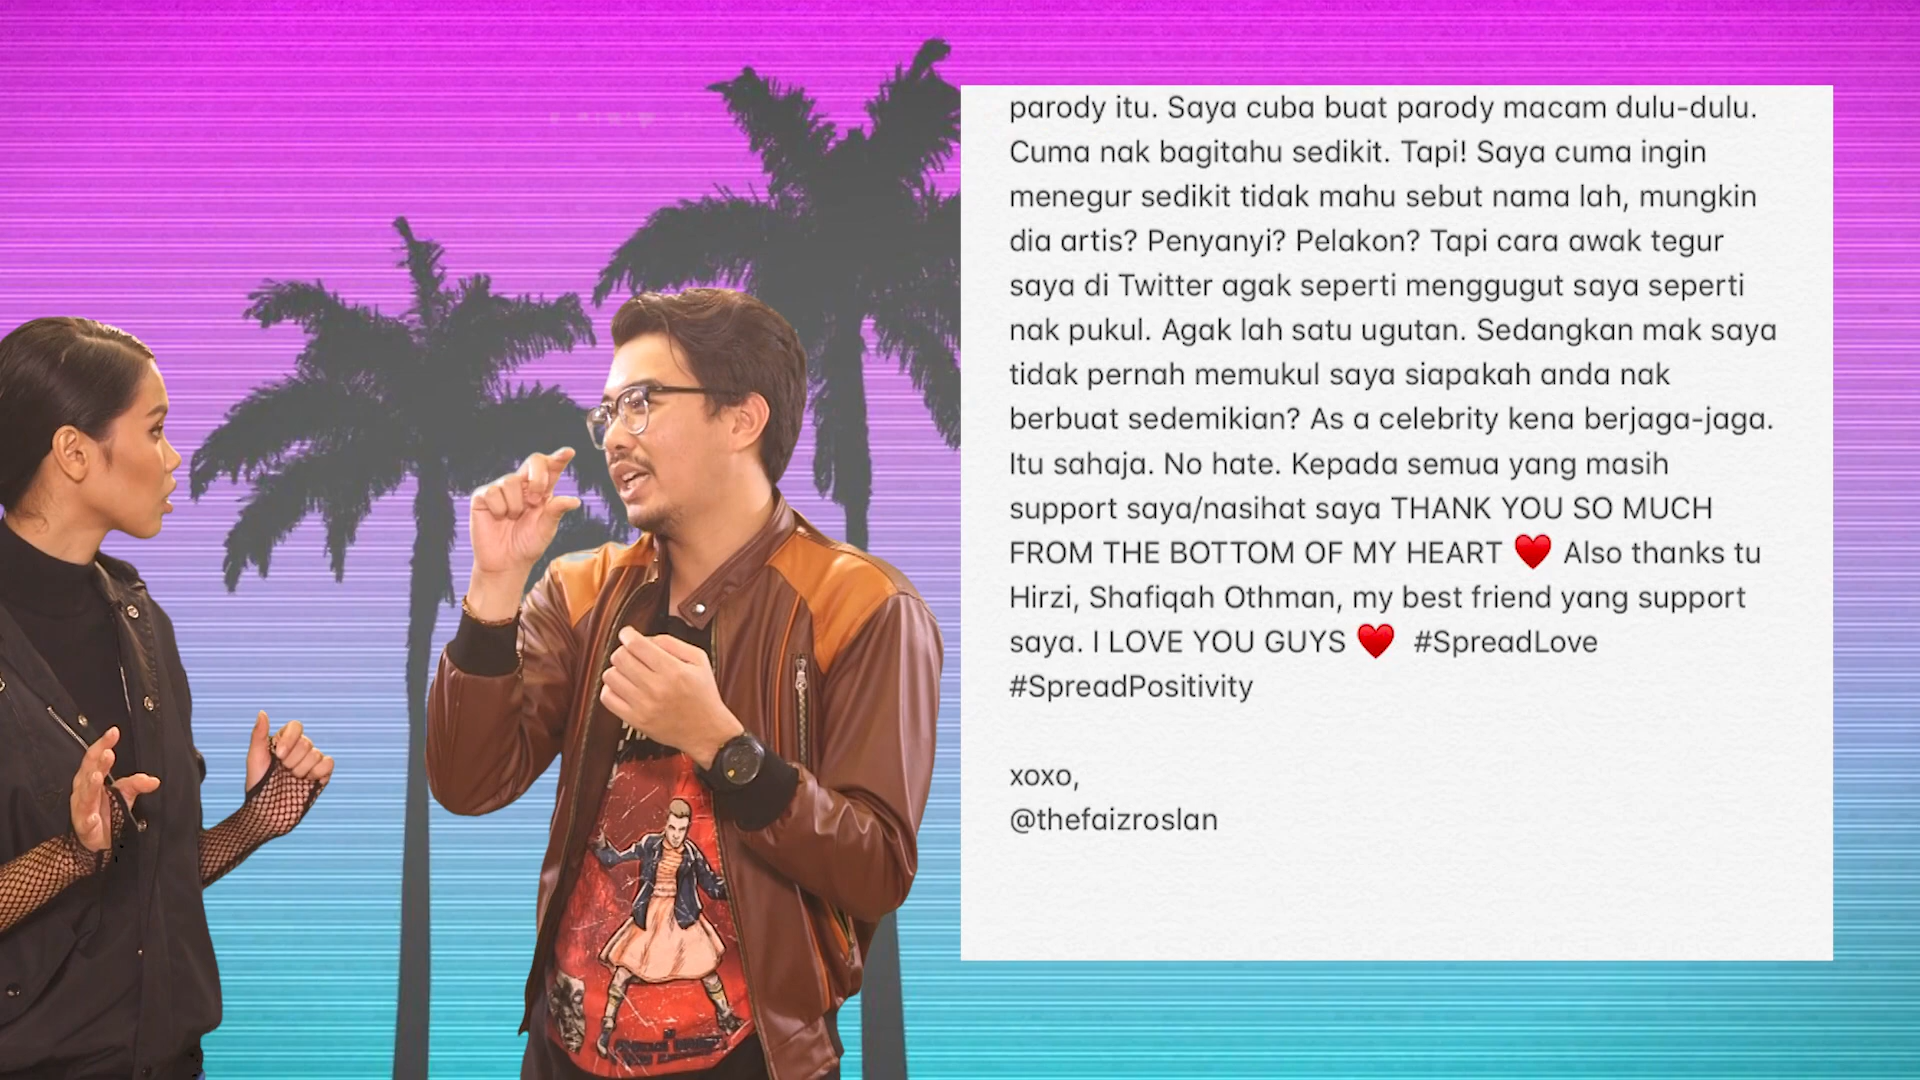 parody itu. Saya cuba buat parody macam dulu-dulu.
Cuma nak bagitahu sedikit. Tapi! Saya cuma ingin
menegur sedikit tidak mahu sebut nama lah, mungkin
dia artis? Penyanyi? Pelakon? Tapi cara awak tegur
saya di Twitter agak seperti menggugut saya seperti
nak pukul. Agak lah satu ugutan. Sedangkan mak saya
tidak pernah memukul saya siapakah anda nak
berbuat sedemikian? As a celebrity kena berjaga-jaga.
Itu sahaja. No hate. Kepada semua yang masih
support saya/nasihat saya THANK YOU SO MUCH
FROM THE BOTTOM OF MY HEART ❤️ Also thanks tu
Hirzi, Shafiqah Othman, my best friend yang support
saya. I LOVE YOU GUYS ❤️ #SpreadLove
#SpreadPositivity
xoxo,
@thefaizroslan